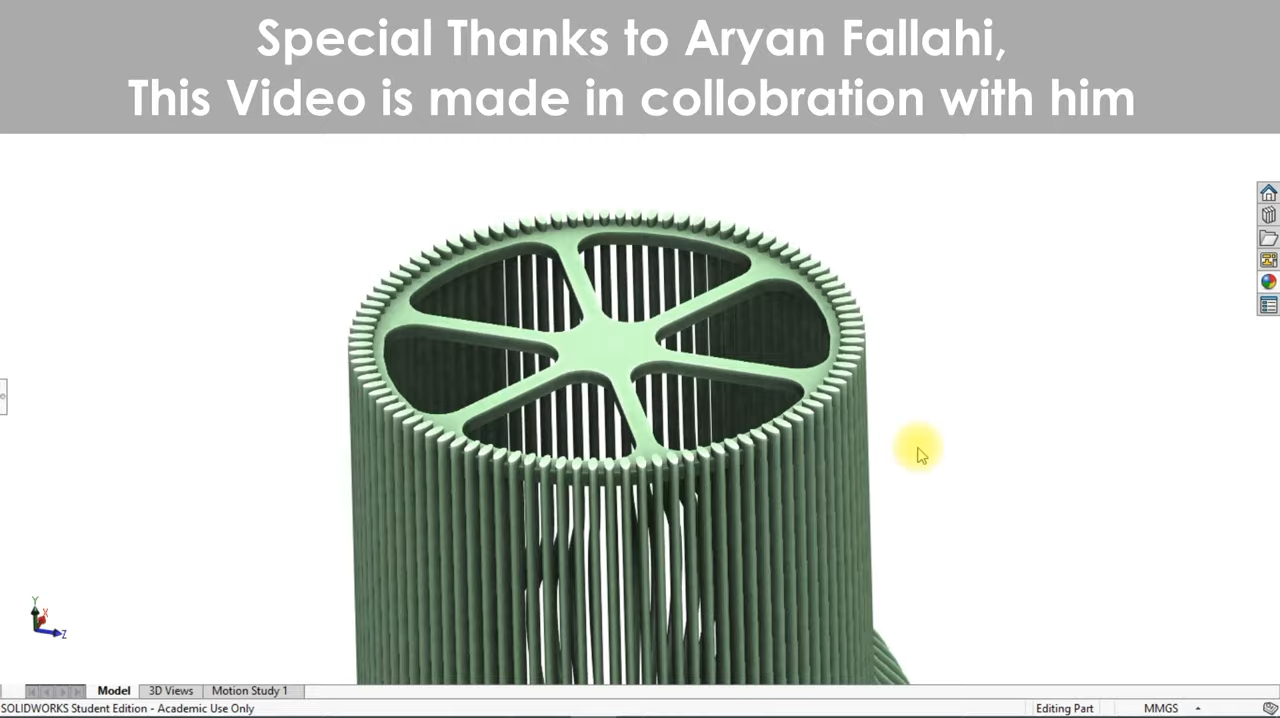 Special Thanks to Aryan Fallahi,
This Video is made in collobration with him
Y
X
Z
Model 3D Views Motion Study 1
SOLIDWORKS Student Edition - Academic Use Only Editing Part MMGS